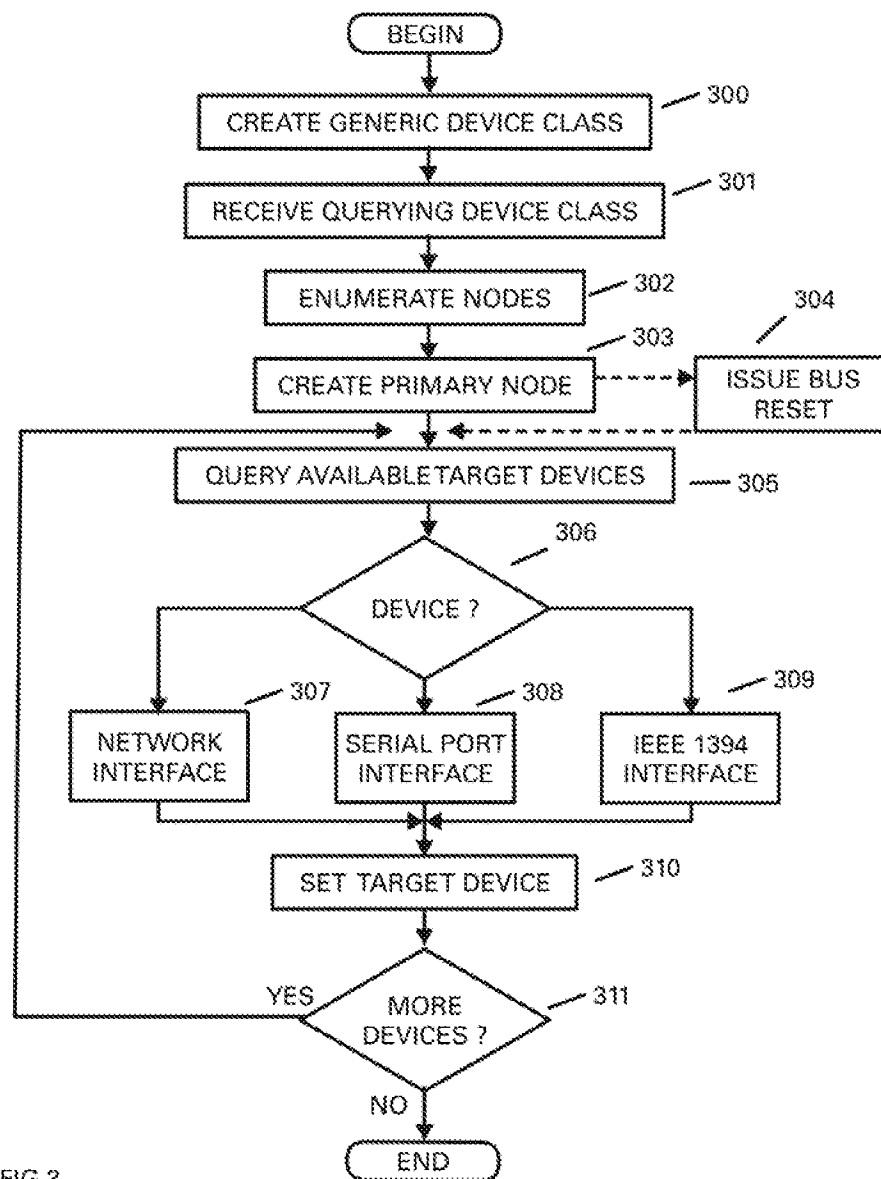 BEGIN
300
CREATE GENERIC DEVICE CLASS
301
RECEIVE QUERYING DEVICE CLASS
302
ENUMERATE NODES
303
304
CREATE PRIMARY NODE
ISSUE BUS
RESET
QUERY AVAILABLE TARGET DEVICES
305
306
DEVICE ?
307
308
309
NETWORK
INTERFACE
SERIAL PORT
INTERFACE
IEEE 1394
INTERFACE
SET TARGET DEVICE
310
YES
MORE
DEVICES ?
311
NO
END